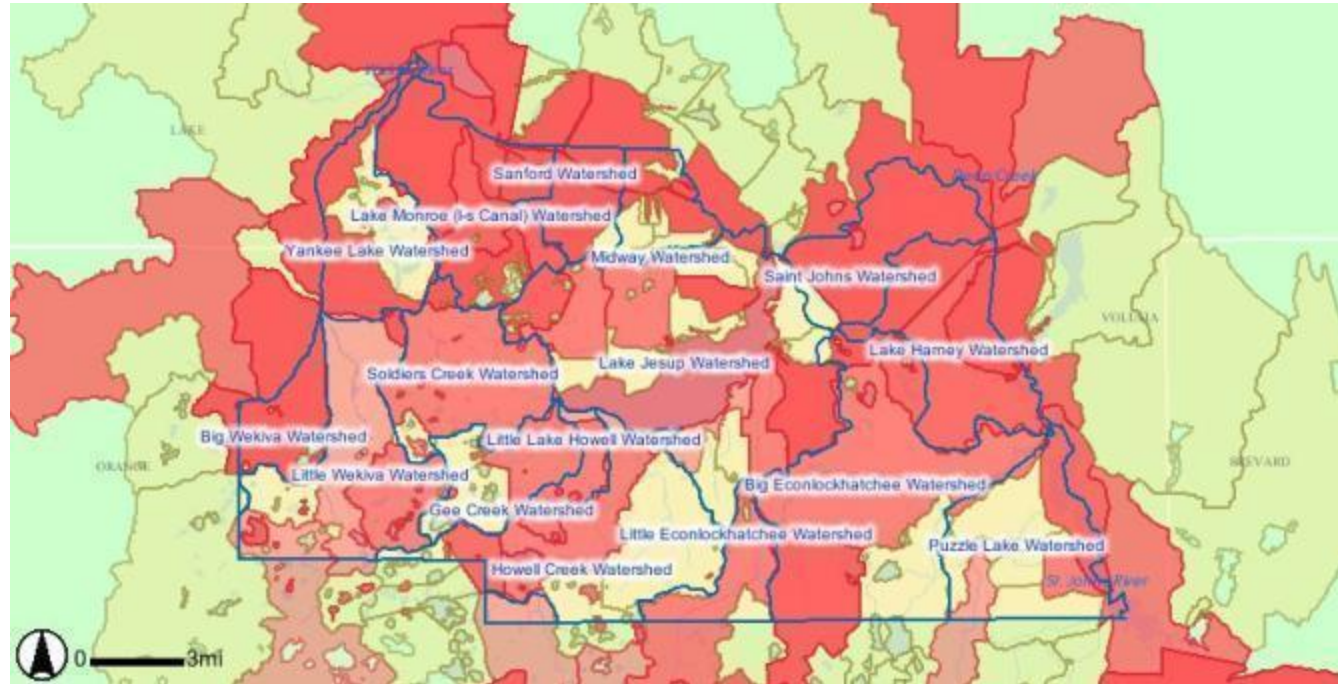 LAKE
Sanford Watershed
Lake Monroe (I-s Canal) Watershed
Yankee Lake Watershed
Midway Watershed
Saint Johns Watershed
VOLUSIA
Lake Harney Watershed
Lake Jesup Watershed
Soldiers Creek Watershed
Big Wekiva Watershed
Little Lake Howell Watershed
ORANGE
Little Wekiva Watershed
BREVARD
Big Econlockhatchee Watershed
Gee Creek Watershed
Little Econlockhatchee Watershed
Puzzle Lake Watershed
Howell Creek Watershed
St. Johns River
0 3mi